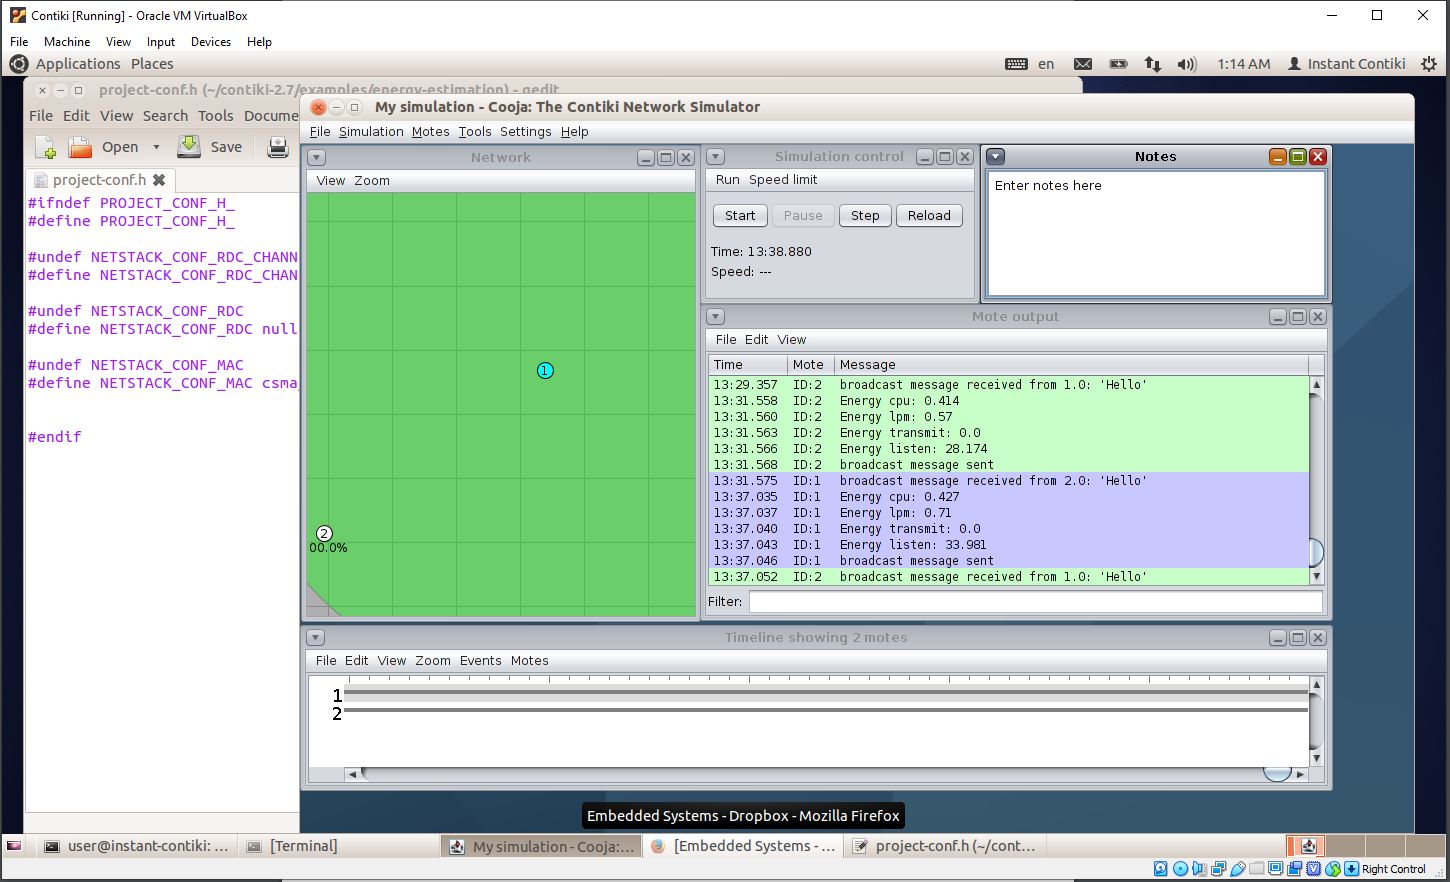 Contiki [Running] - Oracle VM VirtualBox
File Machine View Input Devices Help
Applications Places en 1:14 AM Instant Contiki
project-conf.h (~/contiki-2.7/examples/energy-estimation) - gedit
File Edit View Search Tools Docume
Open Save
project-conf.h
#ifndef PROJECT_CONF_H_
#define PROJECT_CONF_H_
#undef NETSTACK_CONF_RDC_CHANN
#define NETSTACK_CONF_RDC_CHAN
#undef NETSTACK_CONF_RDC
#define NETSTACK_CONF_RDC null
#undef NETSTACK_CONF_MAC
#define NETSTACK_CONF_MAC csma
#endif
My simulation - Cooja: The Contiki Network Simulator
File Simulation Motes Tools Settings Help
Network
View Zoom
1
2
00.0%
Simulation control
Run Speed limit
Start Pause Step Reload
Time: 13:38.880
Speed: ---
Notes
Enter notes here
Mote output
File Edit View
Time Mote Message
13:29.357 ID:2 broadcast message received from 1.0: 'Hello'
13:31.558 ID:2 Energy cpu: 0.414
13:31.560 ID:2 Energy lpm: 0.57
13:31.563 ID:2 Energy transmit: 0.0
13:31.566 ID:2 Energy listen: 28.174
13:31.568 ID:2 broadcast message sent
13:31.575 ID:1 broadcast message received from 2.0: 'Hello'
13:37.035 ID:1 Energy cpu: 0.427
13:37.037 ID:1 Energy lpm: 0.71
13:37.040 ID:1 Energy transmit: 0.0
13:37.043 ID:1 Energy listen: 33.981
13:37.046 ID:1 broadcast message sent
13:37.052 ID:2 broadcast message received from 1.0: 'Hello'
Filter:
Timeline showing 2 motes
File Edit View Zoom Events Motes
1
2
Embedded Systems - Dropbox - Mozilla Firefox
user@instant-contiki: ... [Terminal] My simulation - Cooja:... [Embedded Systems - ... project-conf.h (~/cont...
Right Control